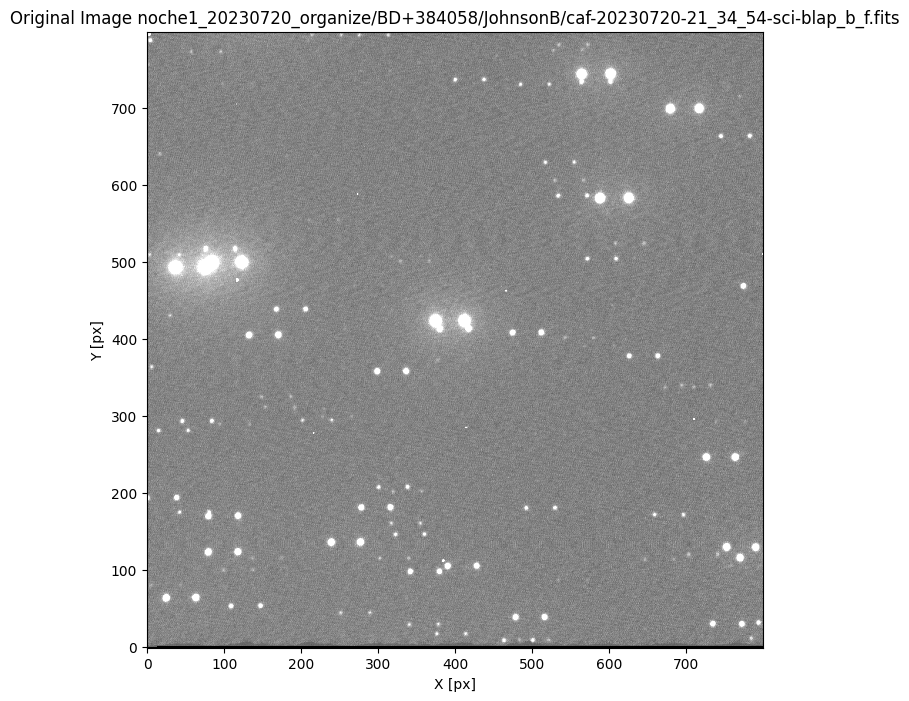 Original Image noche1_20230720_organize/BD+384058/JohnsonB/caf-20230720-21_34_54-sci-blap_b_f.fits
700
600
500
400
300
200
100
0
Y [px]
0 100 200 300 400 500 600 700
X [px]